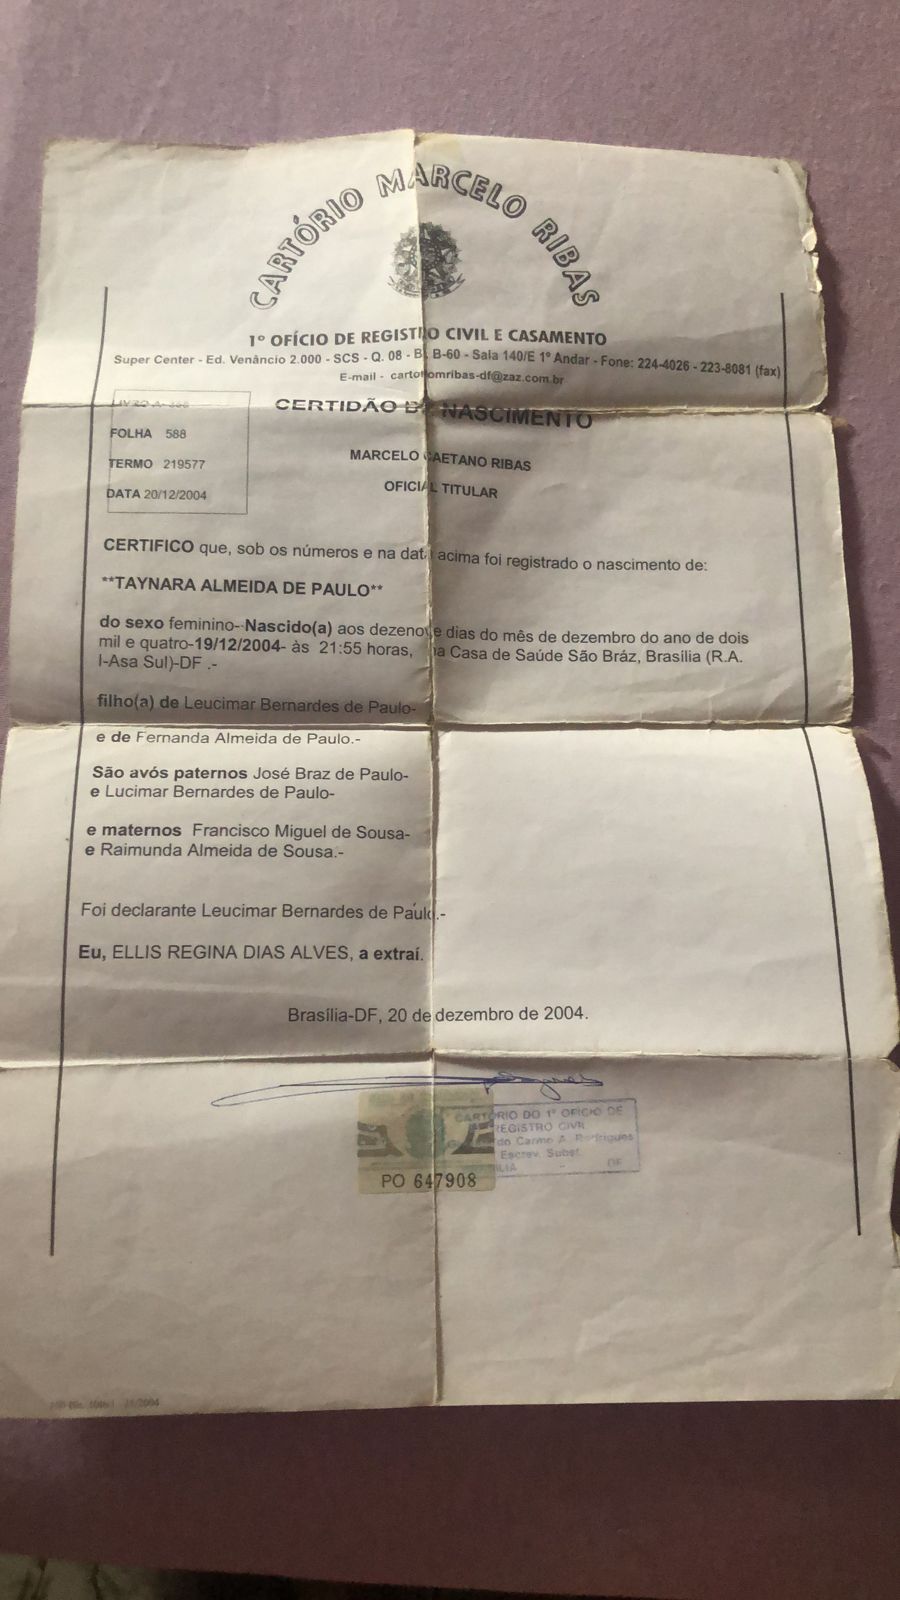 CARTÓRIO MARCELO RIBAS
1º OFÍCIO DE REGISTRO CIVIL E CASAMENTO
Super Center - Ed. Venâncio 2.000 - SCS - Q. 08 - Bl. B-60 - Sala 140/E 1º Andar - Fone: 224-4026 - 223-8081 (fax)
E-mail - cartoriomribas-df@zaz.com.br
CERTIDÃO DE NASCIMENTO
LIVRO A-
FOLHA 588
TERMO 219577
DATA 20/12/2004
MARCELO CAETANO RIBAS
OFICIAL TITULAR
CERTIFICO que, sob os números e na data acima foi registrado o nascimento de:
**TAYNARA ALMEIDA DE PAULO**
do sexo feminino--Nascido(a) aos dezenove dias do mês de dezembro do ano de dois
mil e quatro-19/12/2004- às 21:55 horas, na Casa de Saúde São Bráz, Brasília (R.A.
I-Asa Sul)-DF .-
filho(a) de Leucimar Bernardes de Paulo-
e de Fernanda Almeida de Paulo.-
São avós paternos José Braz de Paulo-
e Lucimar Bernardes de Paulo-
e maternos Francisco Miguel de Sousa-
e Raimunda Almeida de Sousa.-
Foi declarante Leucimar Bernardes de Paulo.-
Eu, ELLIS REGINA DIAS ALVES, a extraí.
Brasília-DF, 20 de dezembro de 2004.
CARTÓRIO DO 1º OFÍCIO DE
REGISTRO CIVIL
do Carmo A. Rodrigues
Escrev. Subst.
DF
PO 647908